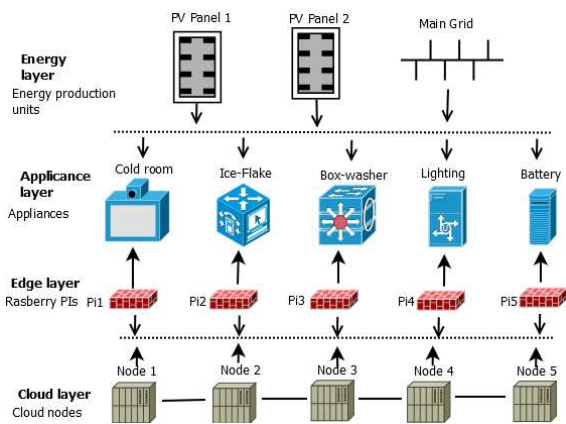 PV Panel 1
PV Panel 2
Main Grid
Energy layer
Energy production
units
Cold room
Ice-Flake
Box-washer
Lighting
Battery
Applicance
layer
Appliances
Edge layer
Rasberry PIs
Pi1
Pi2
Pi3
Pi4
Pi5
Node 1
Node 2
Node 3
Node 4
Node 5
Cloud layer
Cloud nodes